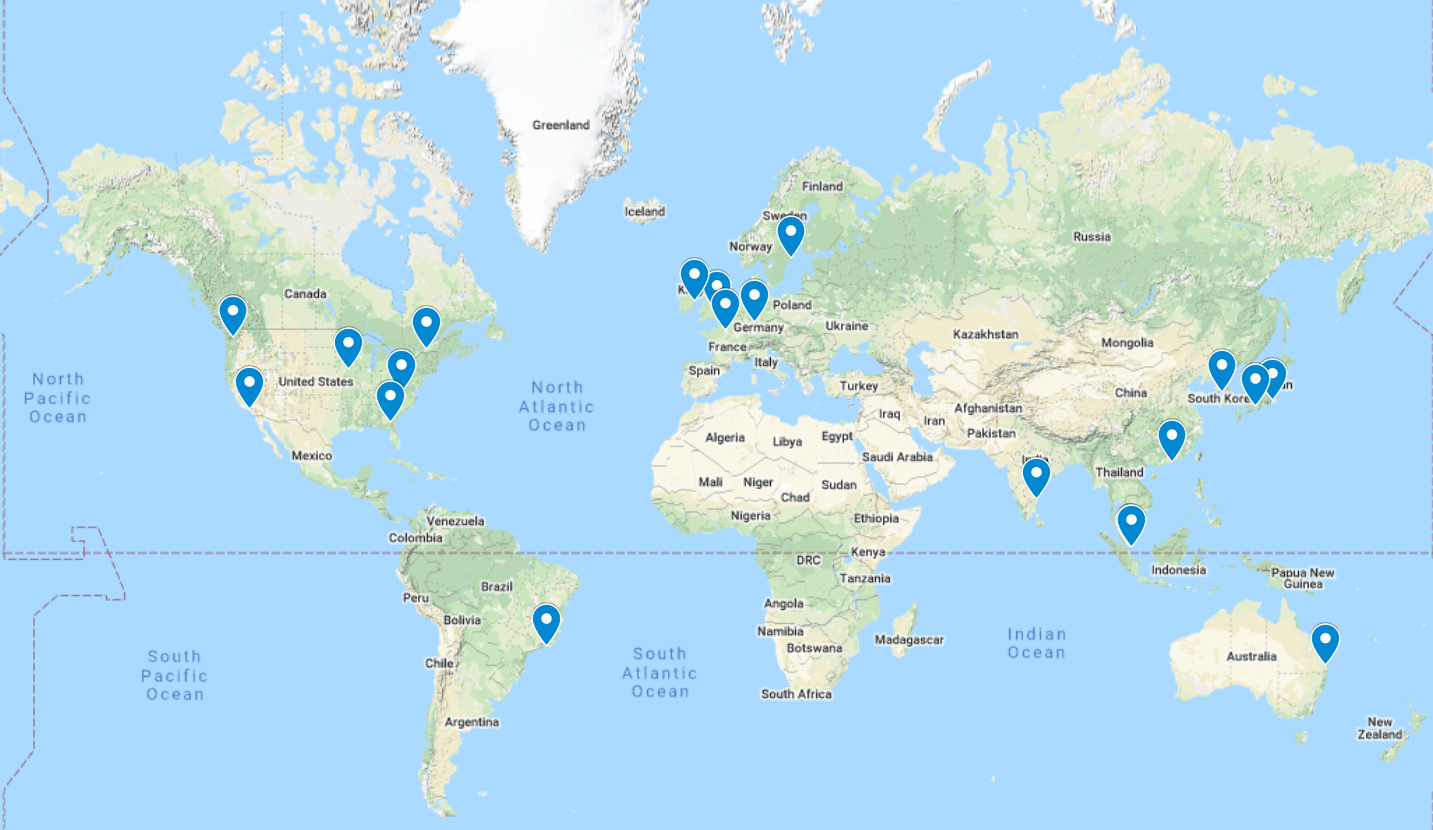 Greenland
Finland
Iceland
Sweden
Norway
Russia
Canada
Poland
Germany
Ukraine
Kazakhstan
Mongolia
France
Italy
Spain
United States
Turkey
North
Pacific
Ocean
North
Atlantic
Ocean
China
South Korea
Afghanistan
Iraq
Iran
Pakistan
Algeria
Libya
Egypt
Saudi Arabia
India
Mexico
Thailand
Mali
Niger
Sudan
Chad
Nigeria
Ethiopia
Venezuela
Colombia
DRC
Kenya
Indonesia
Papua New
Guinea
Tanzania
Brazil
Peru
Angola
Bolivia
Namibia
Botswana
Madagascar
Indian
Ocean
Australia
Chile
South
Pacific
Ocean
South
Atlantic
Ocean
South Africa
Argentina
New
Zealand